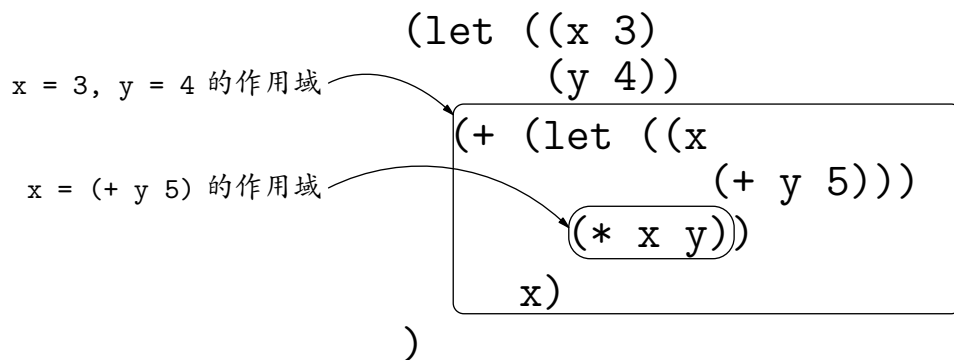 (let ((x 3)
(y 4))
x = 3, y = 4 的作用域
(+ (let ((x
(+ y 5)))
x = (+ y 5) 的作用域
(* x y))
x)
)